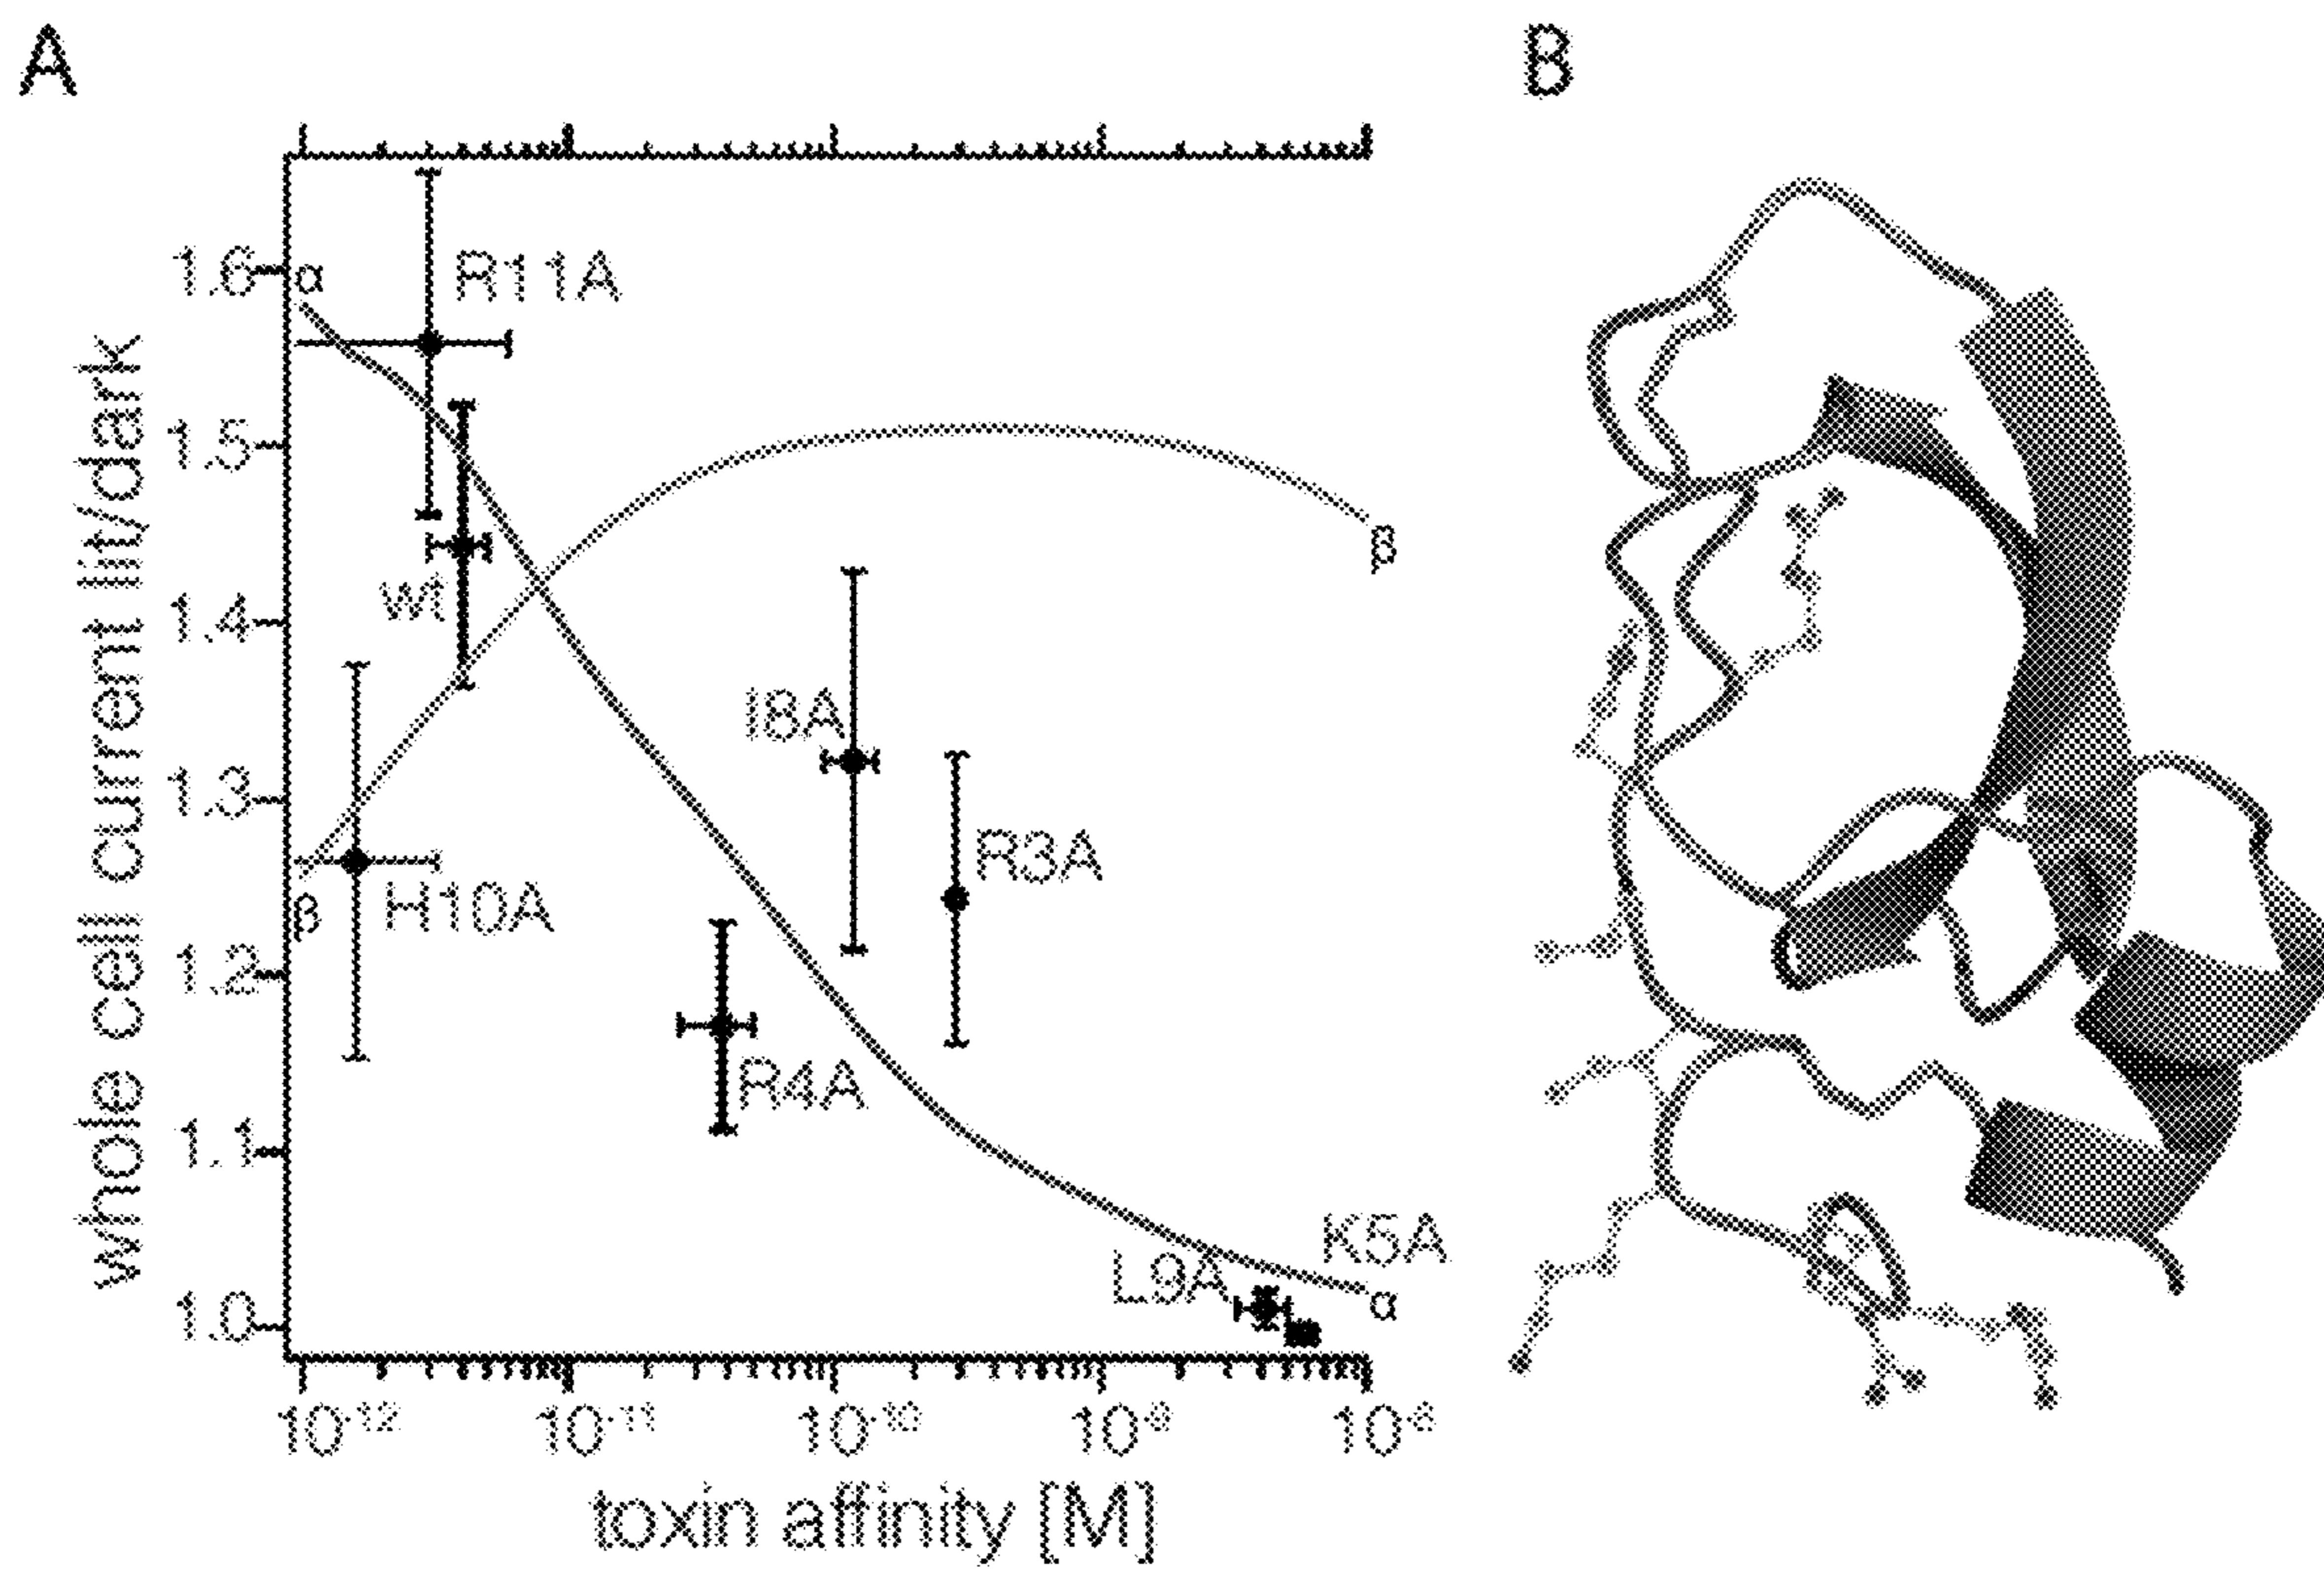 A
B
1.6
α
R11A
1.5
wt
β
1.4
I8A
1.3
R3A
β
H10A
1.2
R4A
1.1
K5A
L9A
α
1.0
whole cell current lit/dark
10-12
10-11
10-10
10-9
10-8
toxin affinity [M]